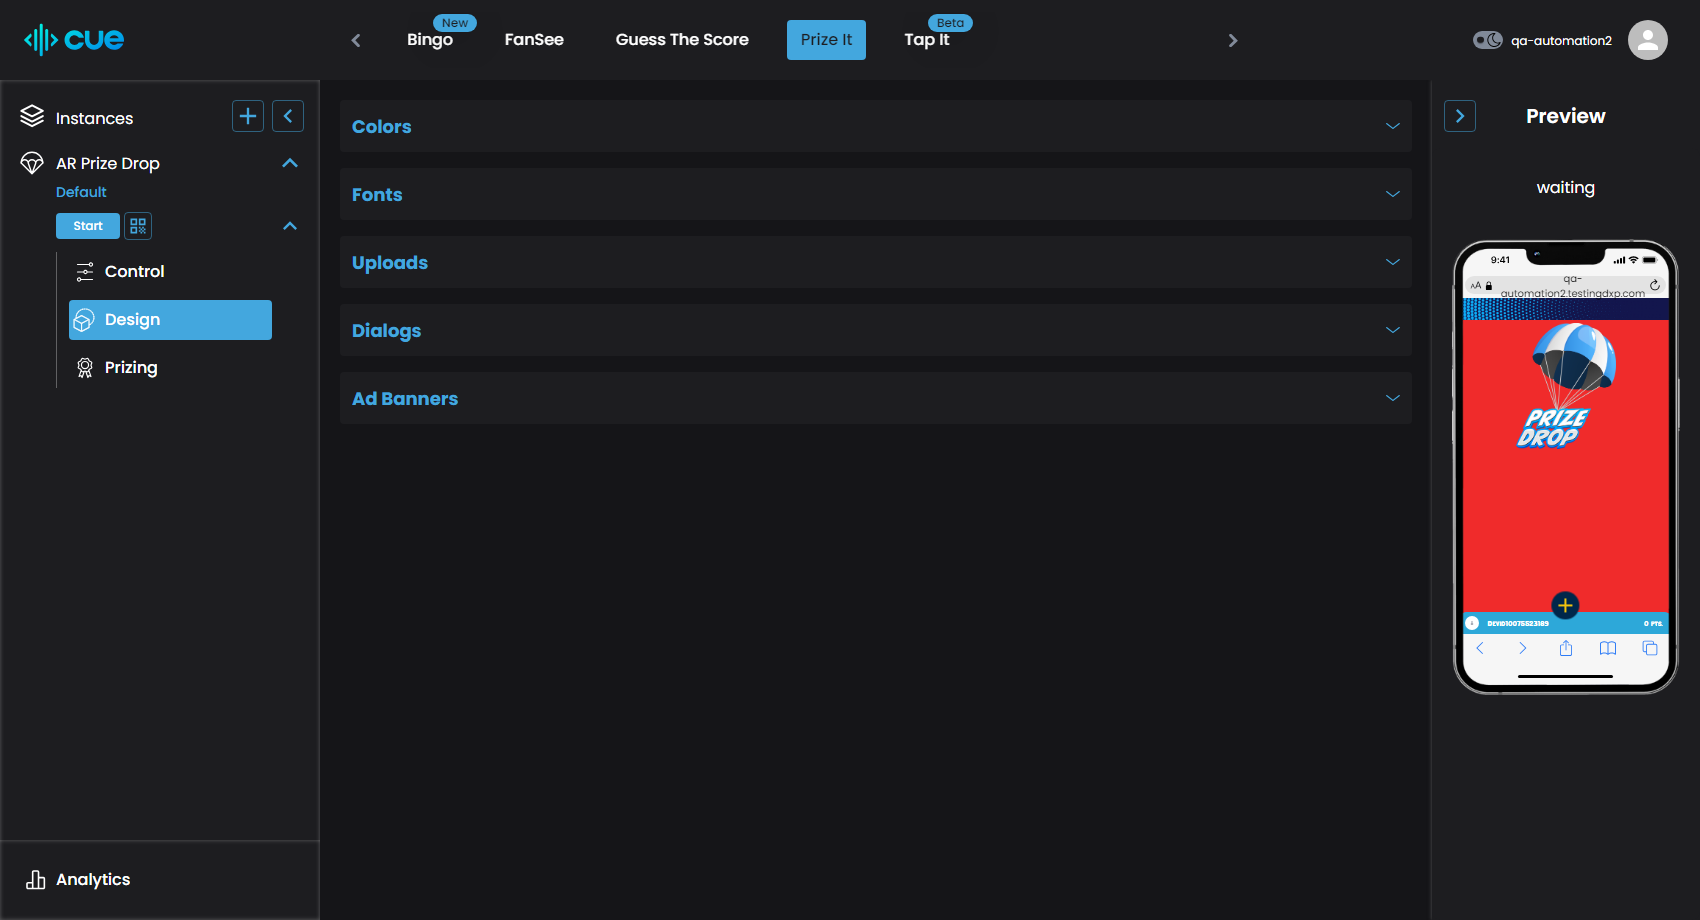 cue
Bingo
New
FanSee
Guess The Score
Prize It
Tap It
Beta
qa-automation2
Instances
AR Prize Drop
Default
Start
Control
Design
Prizing
Analytics
Colors
Fonts
Uploads
Dialogs
Ad Banners
Preview
waiting
9:41
AA
qa-
automation2.testingdxp.com
PRIZE
DROP
0 PTS.